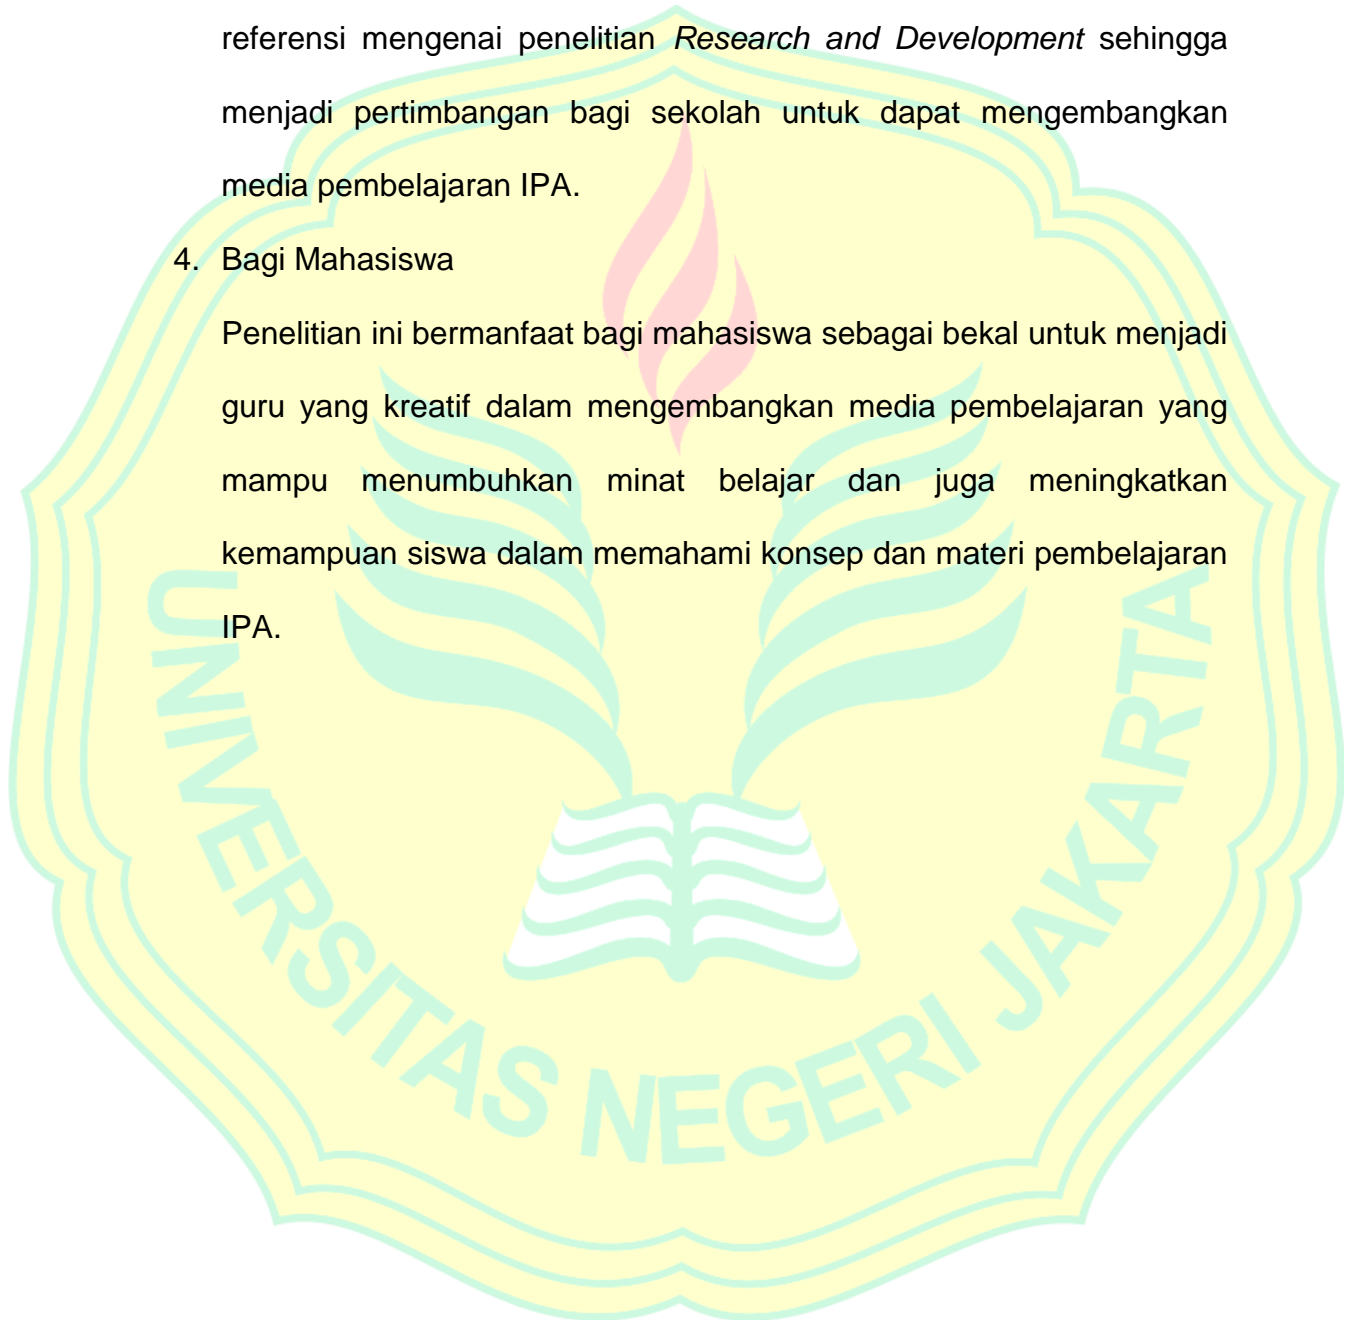 referensi mengenai penelitian Research and Development sehingga
menjadi pertimbangan bagi sekolah untuk dapat mengembangkan
media pembelajaran IPA.
4. Bagi Mahasiswa
Penelitian ini bermanfaat bagi mahasiswa sebagai bekal untuk menjadi
guru yang kreatif dalam mengembangkan media pembelajaran yang
mampu menumbuhkan minat belajar dan juga meningkatkan
kemampuan siswa dalam memahami konsep dan materi pembelajaran
IPA.
UNIVERSITAS NEGERI JAKARTA